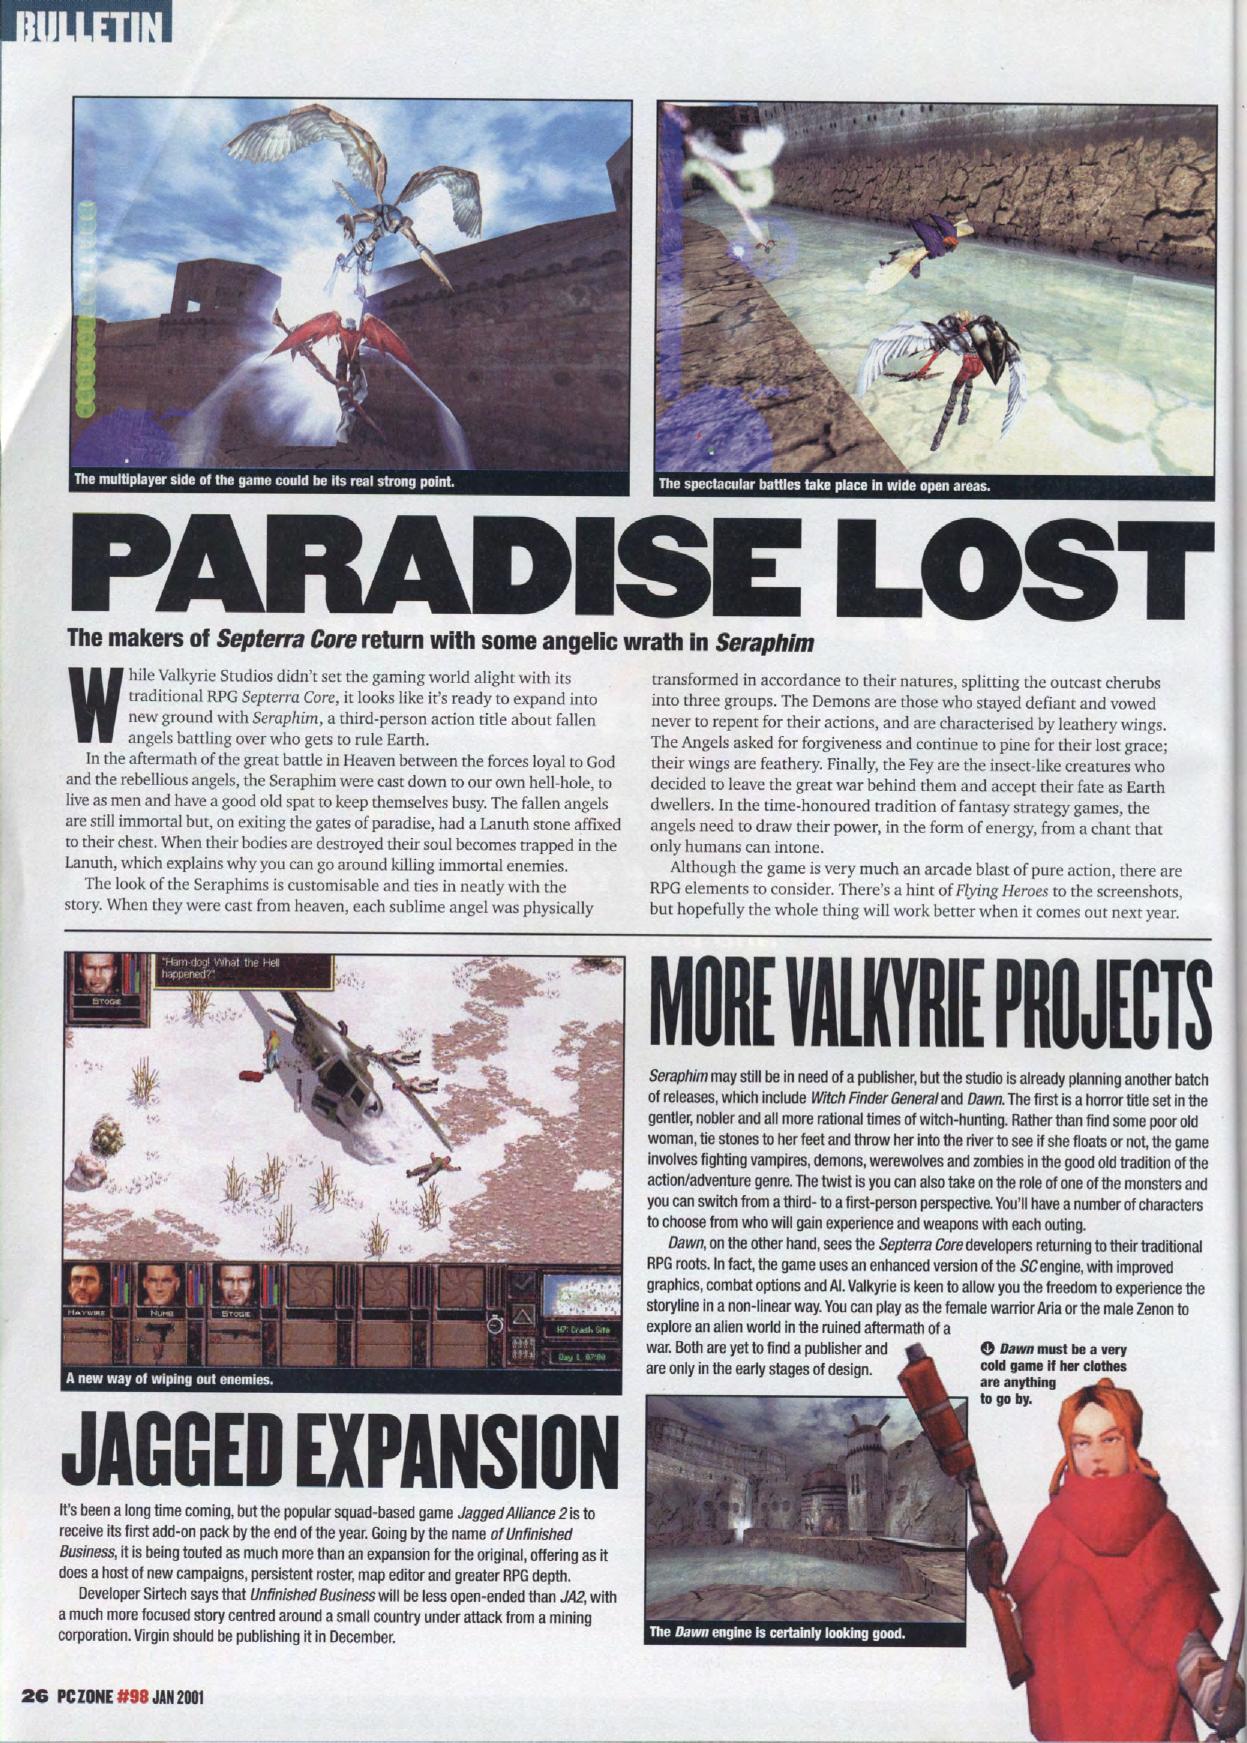 BULLETIN
The multiplayer side of the game could be its real strong point.
The spectacular battles take place in wide open areas.
PARADISE LOST
The makers of Septerra Core return with some angelic wrath in Seraphim
While Valkyrie Studios didn't set the gaming world alight with its
traditional RPG Septerra Core, it looks like it's ready to expand into
new ground with Seraphim, a third-person action title about fallen
angels battling over who gets to rule Earth.
In the aftermath of the great battle in Heaven between the forces loyal to God
and the rebellious angels, the Seraphim were cast down to our own hell-hole, to
live as men and have a good old spat to keep themselves busy. The fallen angels
are still immortal but, on exiting the gates of paradise, had a Lanuth stone affixed
to their chest. When their bodies are destroyed their soul becomes trapped in the
Lanuth, which explains why you can go around killing immortal enemies.
The look of the Seraphims is customisable and ties in neatly with the
story. When they were cast from heaven, each sublime angel was physically
transformed in accordance to their natures, splitting the outcast cherubs
into three groups. The Demons are those who stayed defiant and vowed
never to repent for their actions, and are characterised by leathery wings.
The Angels asked for forgiveness and continue to pine for their lost grace;
their wings are feathery. Finally, the Fey are the insect-like creatures who
decided to leave the great war behind them and accept their fate as Earth
dwellers. In the time-honoured tradition of fantasy strategy games, the
angels need to draw their power, in the form of energy, from a chant that
only humans can intone.
Although the game is very much an arcade blast of pure action, there are
RPG elements to consider. There's a hint of Flying Heroes to the screenshots,
but hopefully the whole thing will work better when it comes out next year.
"Ham-dog! What the Hell
happened?"
STOGIE
HAYWIRE
NUMB
STOGIE
H7: Crash Site
Day 1, 07:00
A new way of wiping out enemies.
JAGGED EXPANSION
It's been a long time coming, but the popular squad-based game Jagged Alliance 2 is to
receive its first add-on pack by the end of the year. Going by the name of Unfinished
Business, it is being touted as much more than an expansion for the original, offering as it
does a host of new campaigns, persistent roster, map editor and greater RPG depth.
Developer Sirtech says that Unfinished Business will be less open-ended than JA2, with
a much more focused story centred around a small country under attack from a mining
corporation. Virgin should be publishing it in December.
MORE VALKYRIE PROJECTS
Seraphim may still be in need of a publisher, but the studio is already planning another batch
of releases, which include Witch Finder General and Dawn. The first is a horror title set in the
gentler, nobler and all more rational times of witch-hunting. Rather than find some poor old
woman, tie stones to her feet and throw her into the river to see if she floats or not, the game
involves fighting vampires, demons, werewolves and zombies in the good old tradition of the
action/adventure genre. The twist is you can also take on the role of one of the monsters and
you can switch from a third- to a first-person perspective. You'll have a number of characters
to choose from who will gain experience and weapons with each outing.
Dawn, on the other hand, sees the Septerra Core developers returning to their traditional
RPG roots. In fact, the game uses an enhanced version of the SC engine, with improved
graphics, combat options and AI. Valkyrie is keen to allow you the freedom to experience the
storyline in a non-linear way. You can play as the female warrior Aria or the male Zenon to
explore an alien world in the ruined aftermath of a
war. Both are yet to find a publisher and
are only in the early stages of design.
Dawn must be a very
cold game if her clothes
are anything
to go by.
The Dawn engine is certainly looking good.
26 PC ZONE #98 JAN 2001